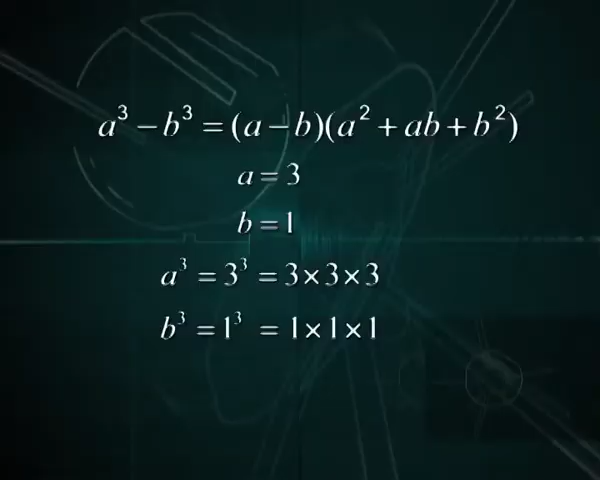 a³ − b³ = (a − b)(a² + ab + b²)
a = 3
b = 1
a³ = 3³ = 3×3×3
b³ = 1³ = 1×1×1